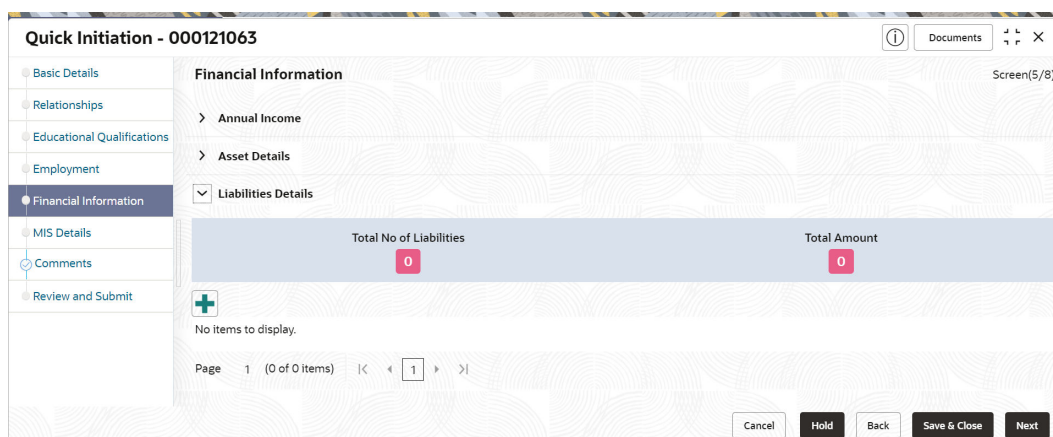 Quick Initiation - 000121063
Documents
Basic Details
Relationships
Educational Qualifications
Employment
Financial Information
MIS Details
Comments
Review and Submit
Financial Information
Screen(5/8)
Annual Income
Asset Details
Liabilities Details
Total No of Liabilities
0
Total Amount
0
No items to display.
Page 1 (0 of 0 items) 1
Cancel Hold Back Save & Close Next